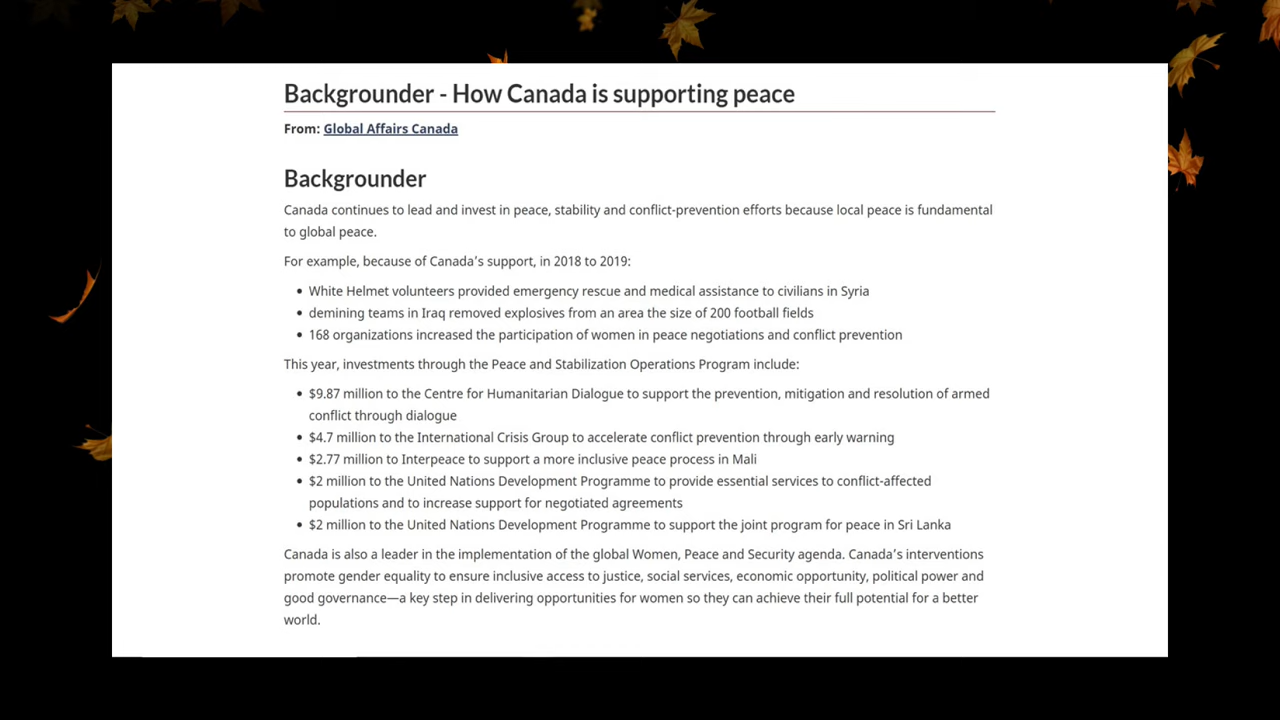 Backgrounder - How Canada is supporting peace
From: Global Affairs Canada
Backgrounder
Canada continues to lead and invest in peace, stability and conflict-prevention efforts because local peace is fundamental
to global peace.
For example, because of Canada's support, in 2018 to 2019:
• White Helmet volunteers provided emergency rescue and medical assistance to civilians in Syria
• demining teams in Iraq removed explosives from an area the size of 200 football fields
• 168 organizations increased the participation of women in peace negotiations and conflict prevention
This year, investments through the Peace and Stabilization Operations Program include:
• $9.87 million to the Centre for Humanitarian Dialogue to support the prevention, mitigation and resolution of armed
conflict through dialogue
• $4.7 million to the International Crisis Group to accelerate conflict prevention through early warning
• $2.77 million to Interpeace to support a more inclusive peace process in Mali
• $2 million to the United Nations Development Programme to provide essential services to conflict-affected
populations and to increase support for negotiated agreements
• $2 million to the United Nations Development Programme to support the joint program for peace in Sri Lanka
Canada is also a leader in the implementation of the global Women, Peace and Security agenda. Canada's interventions
promote gender equality to ensure inclusive access to justice, social services, economic opportunity, political power and
good governance—a key step in delivering opportunities for women so they can achieve their full potential for a better
world.